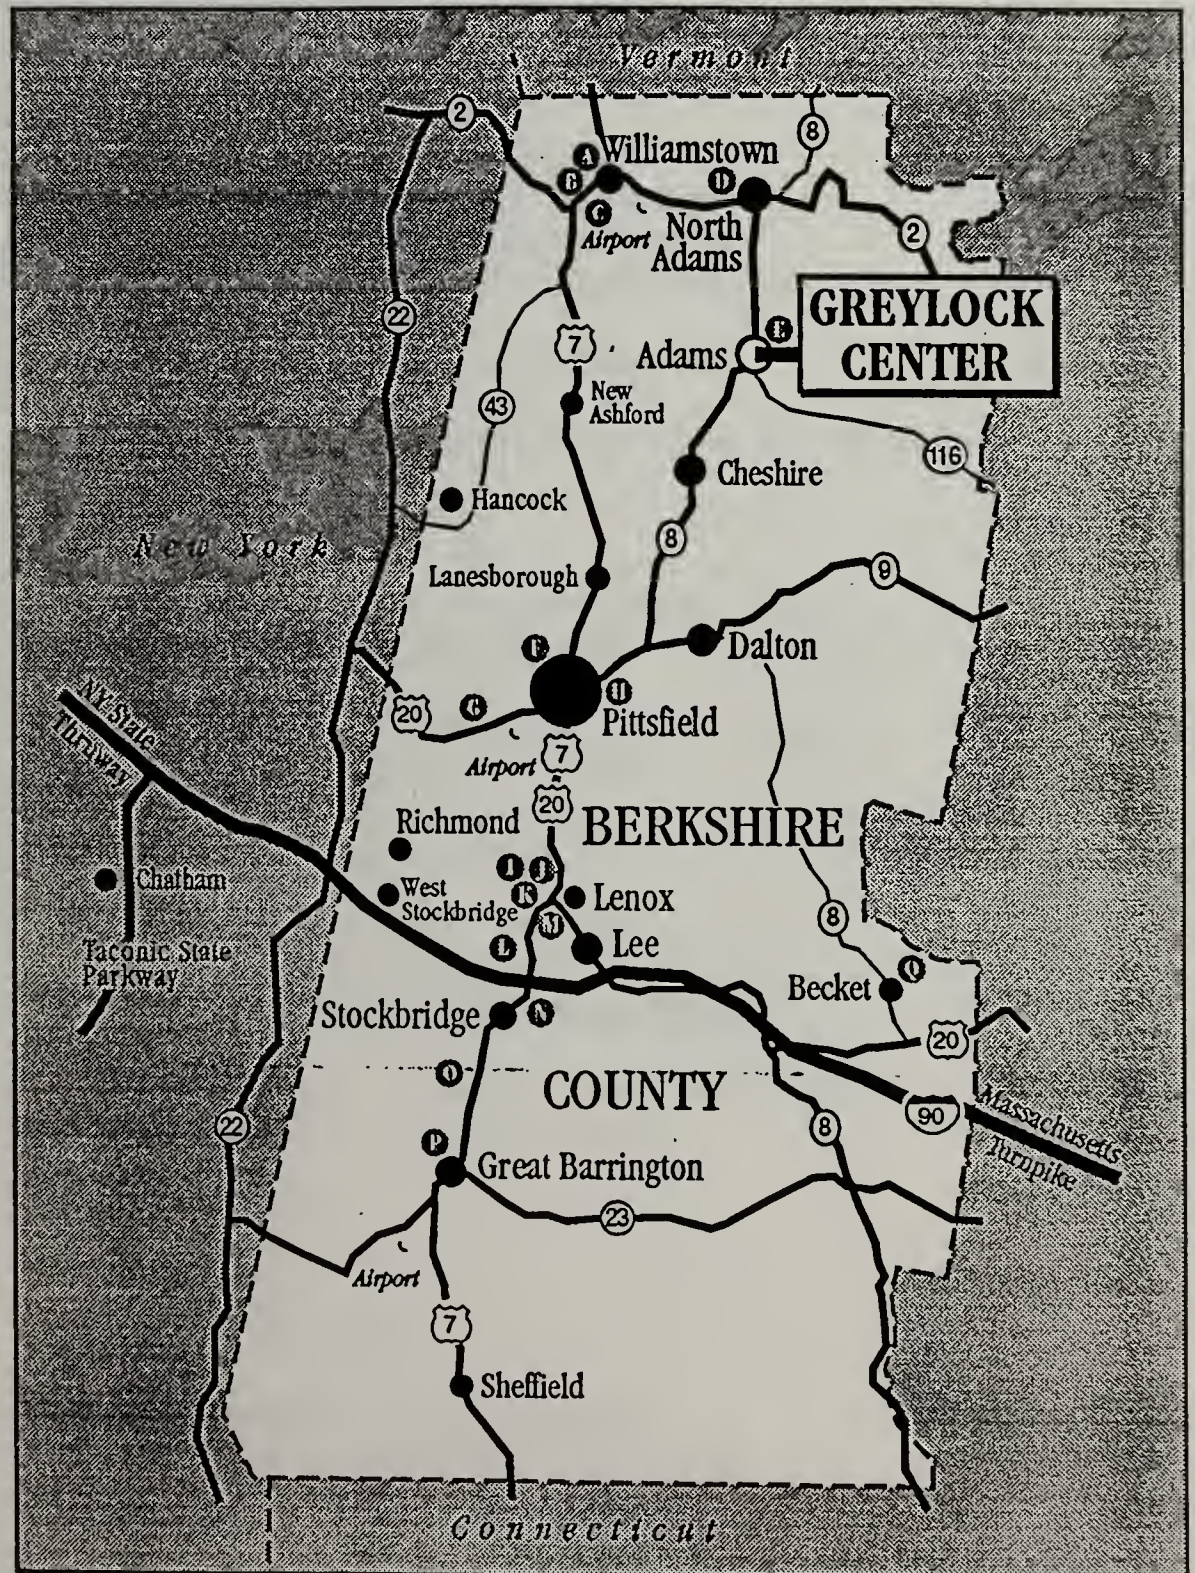 Vermont
2
8
A
Williamstown
B
D
C
Airport
North
Adams
2
GREYLOCK
CENTER
22
7
E
Adams
43
New
Ashford
116
Cheshire
Hancock
8
New York
Lanesborough
9
F
Dalton
H
20
G
Pittsfield
NY State
Thruway
7
Airport
20
BERKSHIRE
Richmond
I
J
Chatham
West
Stockbridge
K
Lenox
8
M
L
Lee
Taconic State
Parkway
Becket
Q
Stockbridge
N
20
O
COUNTY
90
Massachusetts
Turnpike
22
8
P
Great Barrington
23
Airport
7
Sheffield
Connecticut